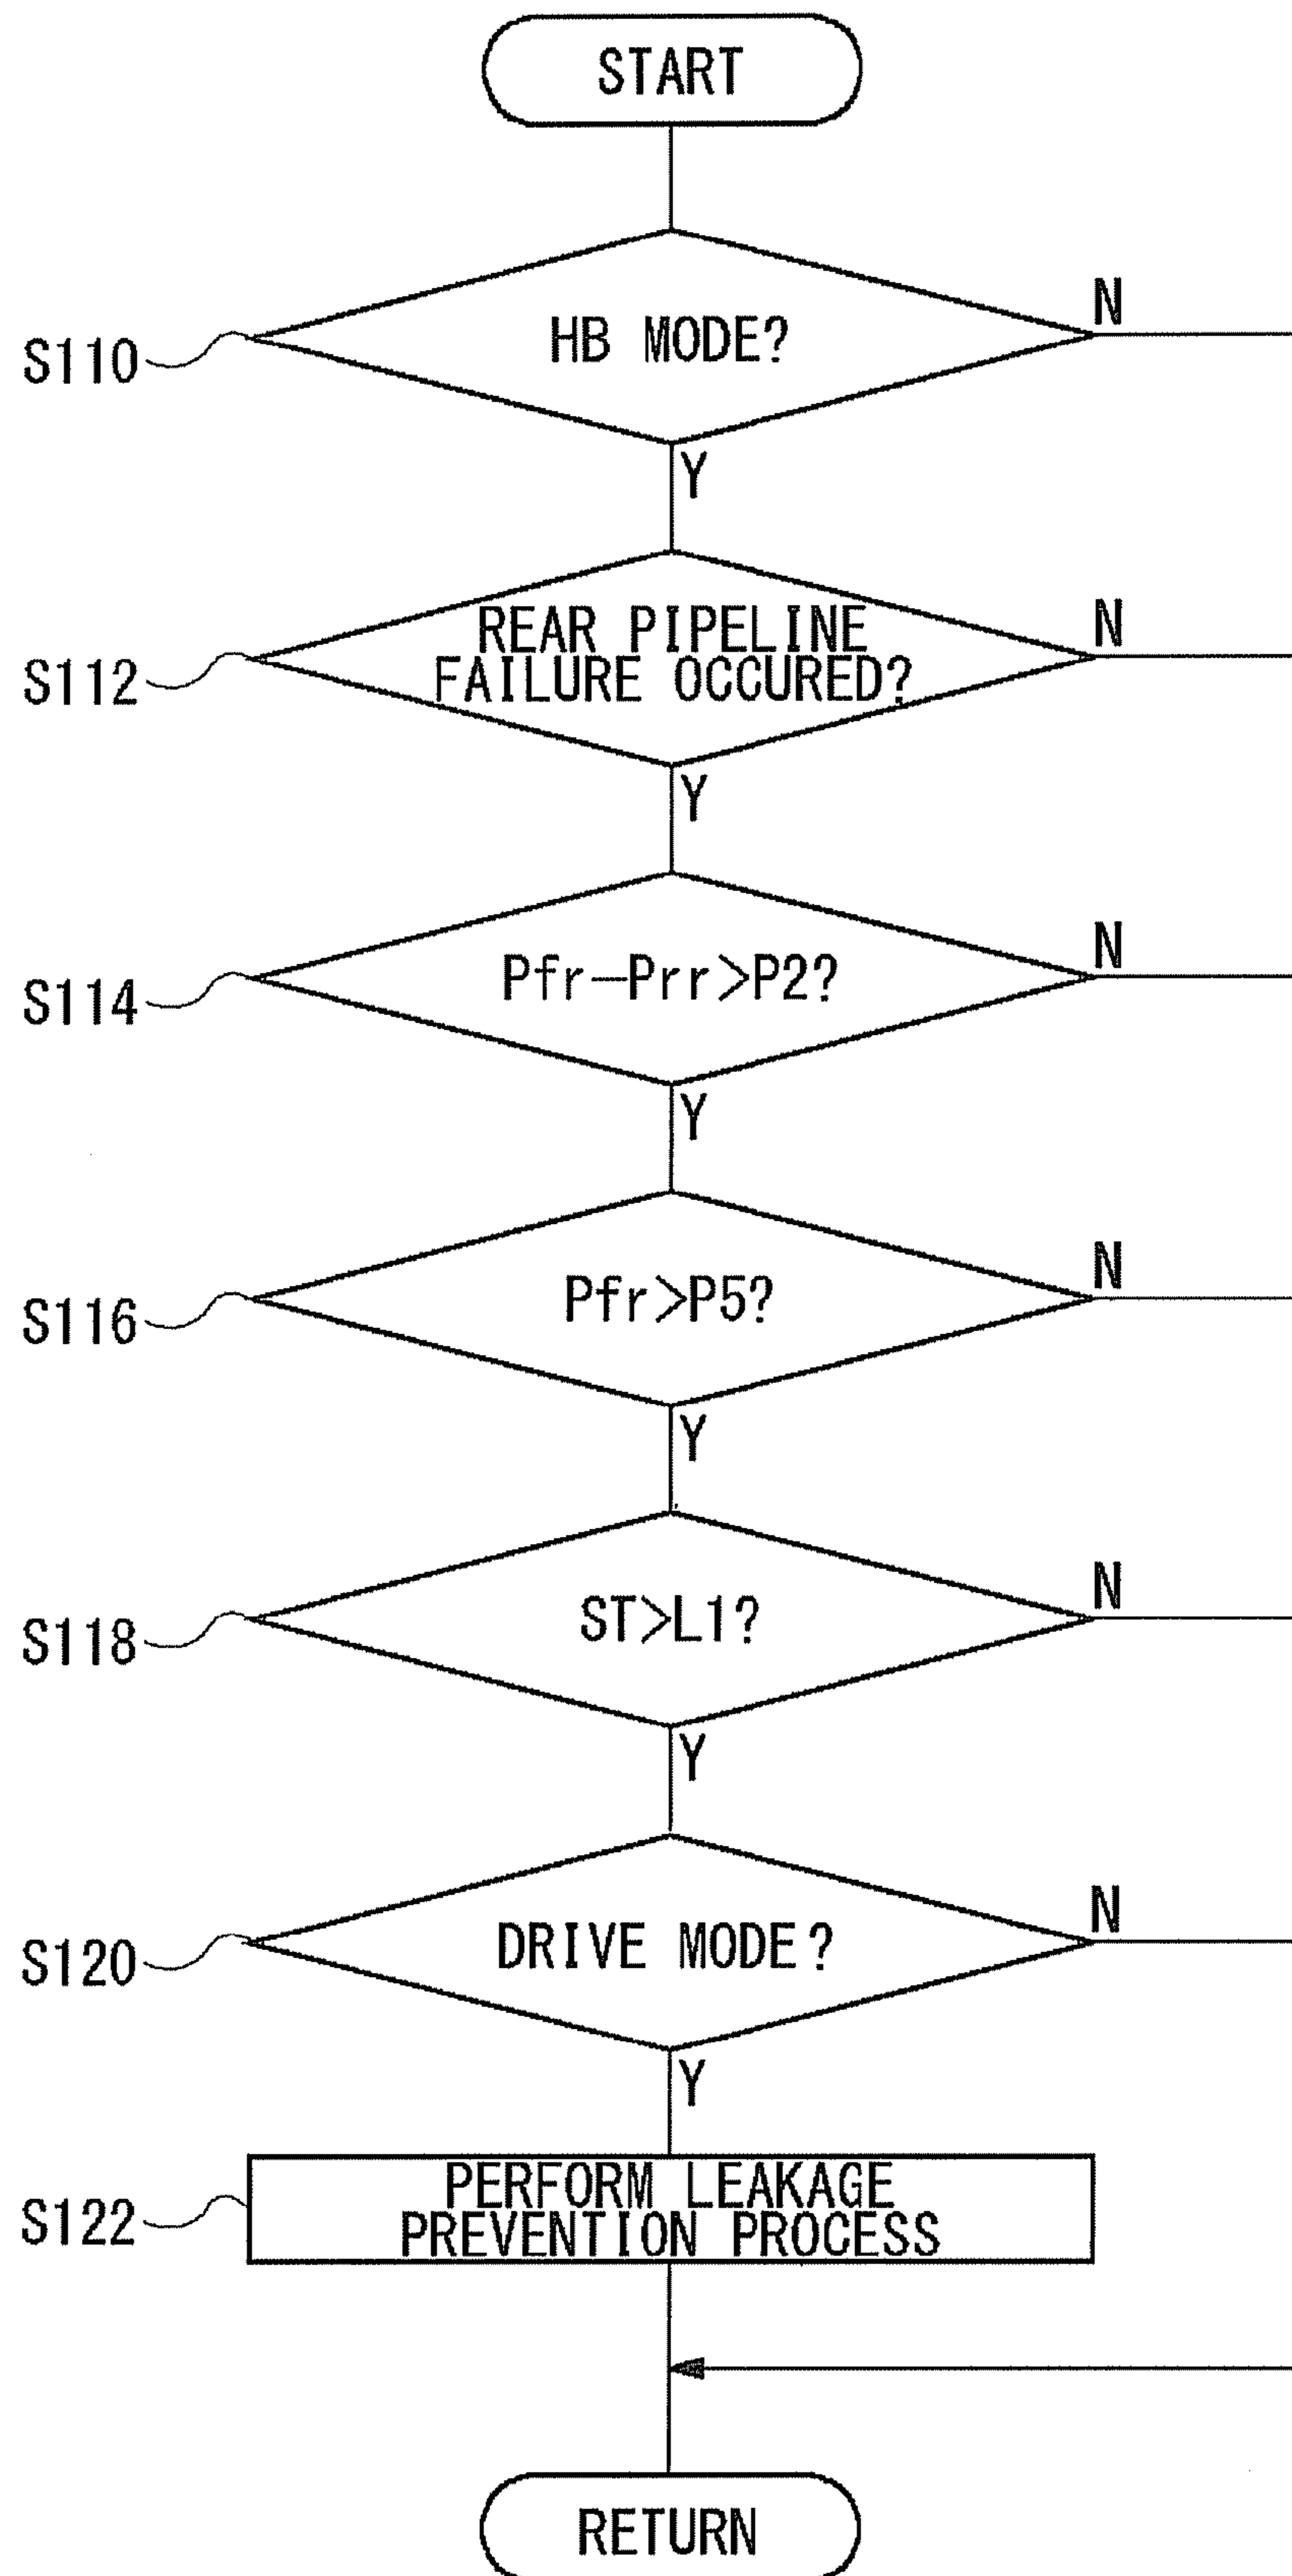 START
HB MODE?
N
S110
Y
REAR PIPELINE
FAILURE OCCURED?
N
S112
Y
Pfr-Prr>P2?
N
S114
Y
Pfr>P5?
N
S116
Y
ST>L1?
N
S118
Y
DRIVE MODE?
N
S120
Y
PERFORM LEAKAGE
PREVENTION PROCESS
S122
RETURN